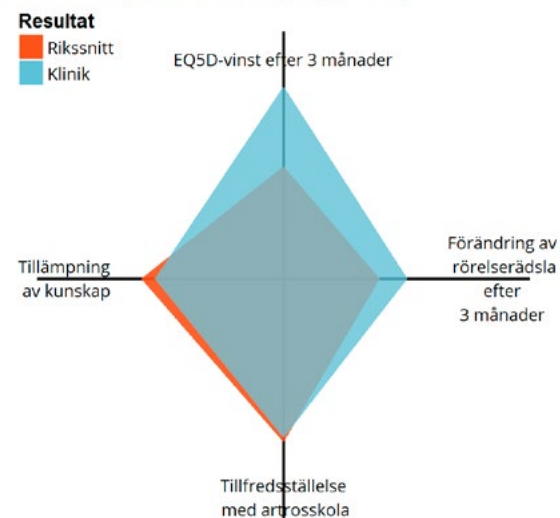 Resultat
Rikssnitt
Klinik
EQ5D-vinst efter 3 månader
Förändring av
rörelserädsla
efter
3 månader
Tillämpning
av kunskap
Tillfredsställelse
med artrosskola